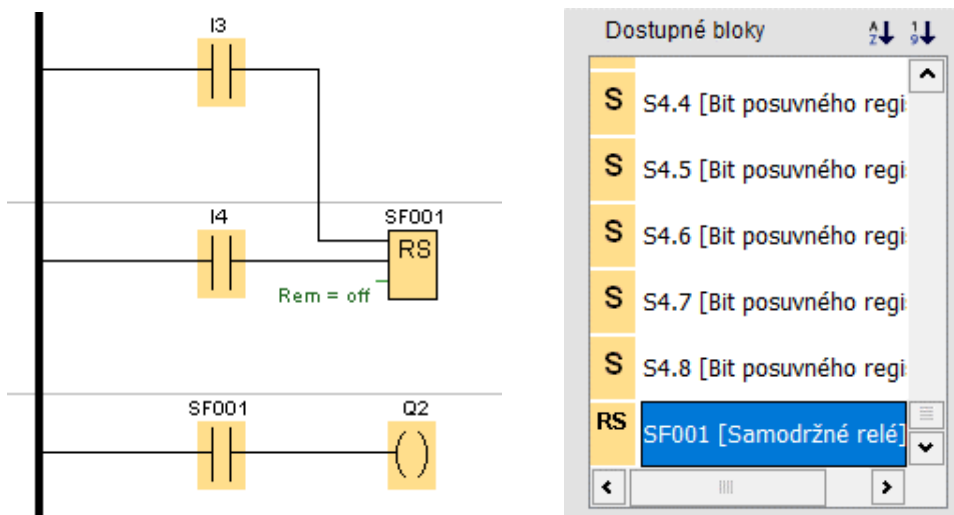 I3
I4
SF001
RS
Rem = off
SF001
Q2
Dostupné bloky
S
S4.4 [Bit posuvného regi
S
S4.5 [Bit posuvného regi
S
S4.6 [Bit posuvného regi
S
S4.7 [Bit posuvného regi
S
S4.8 [Bit posuvného regi
RS
SF001 [Samodržné relé]